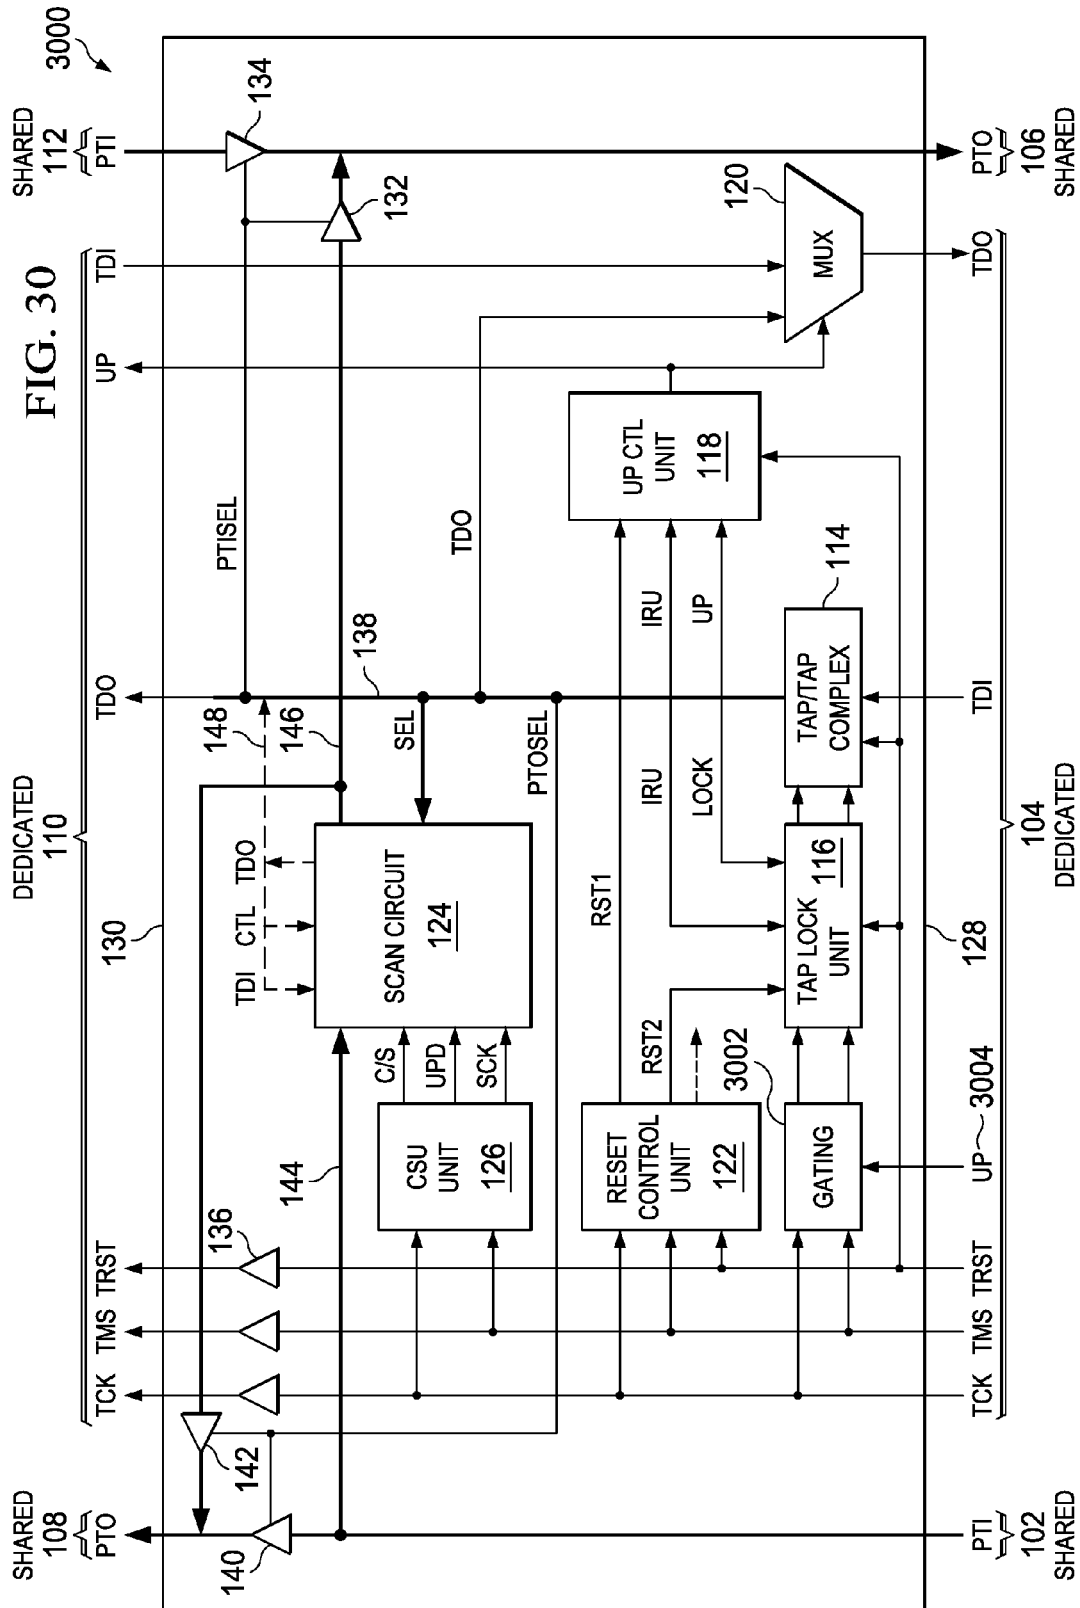 FIG. 30
3000
DEDICATED
110
SHARED
108
PTO
TCK
TMS
TRST
TDO
UP
TDI
SHARED
112
PTI
130
142
140
136
144
148
146
138
PTISEL
134
132
TDI
CTL
TDO
C/S
UPD
SCK
CSU
UNIT
126
SCAN CIRCUIT
124
SEL
TDO
PTOSEL
RST1
RST2
IRU
IRU
LOCK
UP
RESET
CONTROL
UNIT
122
UP CTL
UNIT
118
120
MUX
3002
GATING
TAP LOCK
UNIT
116
TAP/TAP
COMPLEX
114
UP
3004
128
PTI
102
SHARED
TCK
TMS
TRST
TDI
TDO
104
DEDICATED
PTO
106
SHARED